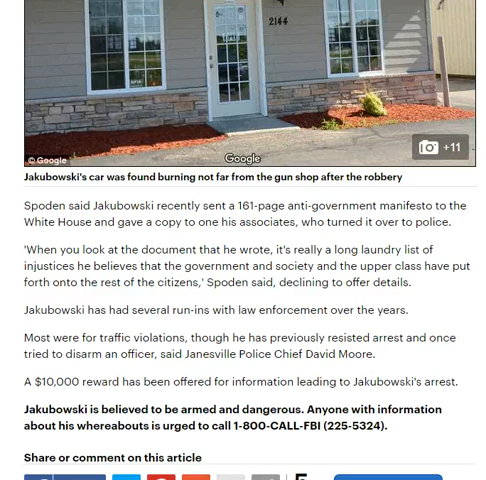 2144
+11
© Google
Google
Jakubowski's car was found burning not far from the gun shop after the robbery
Spoden said Jakubowski recently sent a 161-page anti-government manifesto to the
White House and gave a copy to one his associates, who turned it over to police.
'When you look at the document that he wrote, it's really a long laundry list of
injustices he believes that the government and society and the upper class have put
forth onto the rest of the citizens,' Spoden said, declining to offer details.
Jakubowski has had several run-ins with law enforcement over the years.
Most were for traffic violations, though he has previously resisted arrest and once
tried to disarm an officer, said Janesville Police Chief David Moore.
A $10,000 reward has been offered for information leading to Jakubowski's arrest.
Jakubowski is believed to be armed and dangerous. Anyone with information
about his whereabouts is urged to call 1-800-CALL-FBI (225-5324).
Share or comment on this article